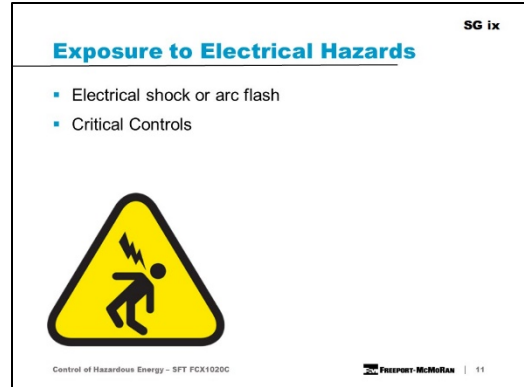 SG ix
Exposure to Electrical Hazards
▪ Electrical shock or arc flash
▪ Critical Controls
Control of Hazardous Energy – SFT FCX1020C
FCX FREEPORT-McMoRAN | 11